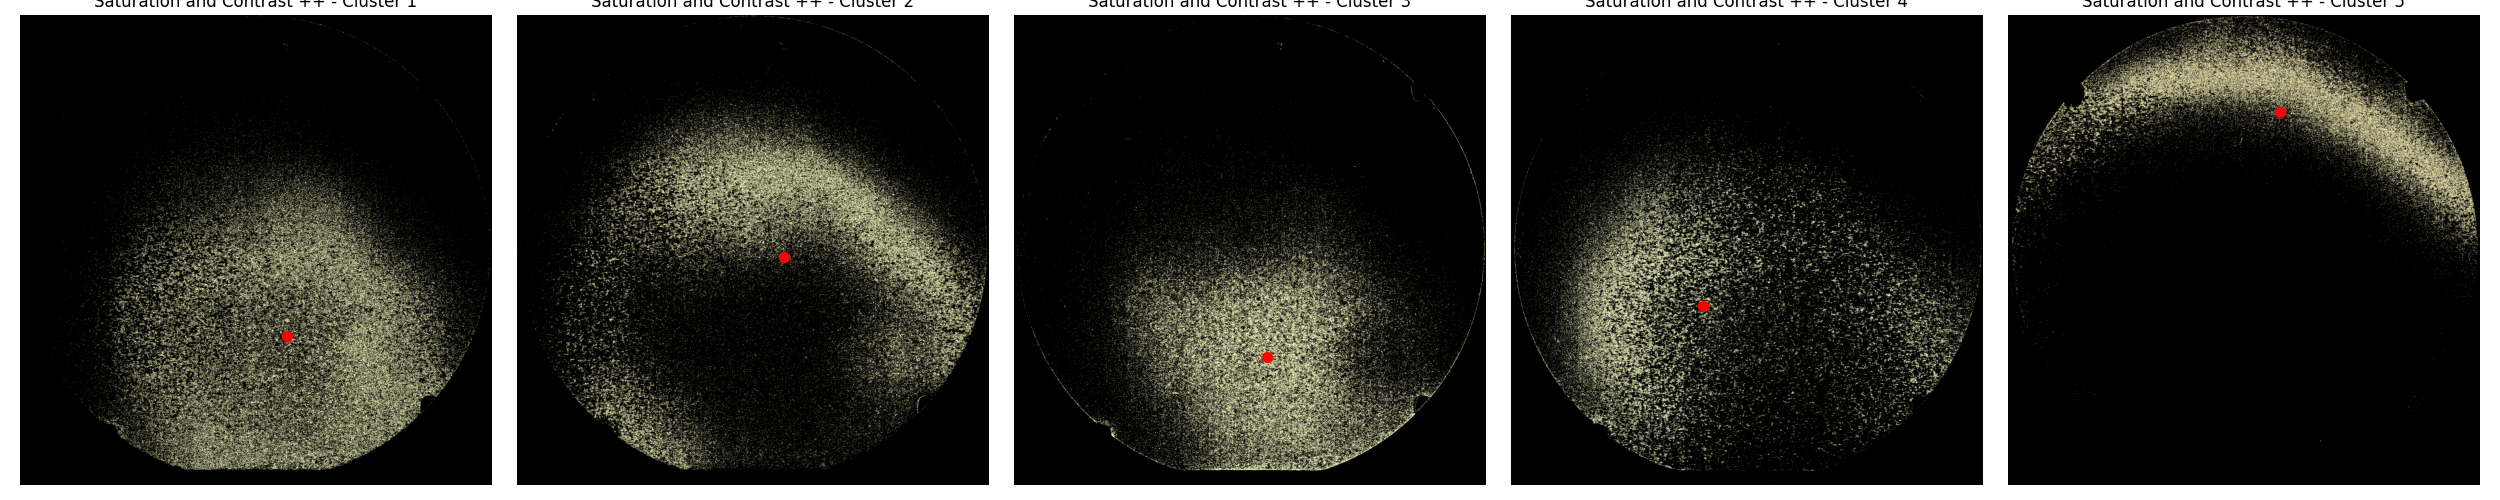 Saturation and Contrast ++ - Cluster 1
Saturation and Contrast ++ - Cluster 2
Saturation and Contrast ++ - Cluster 3
Saturation and Contrast ++ - Cluster 4
Saturation and Contrast ++ - Cluster 5